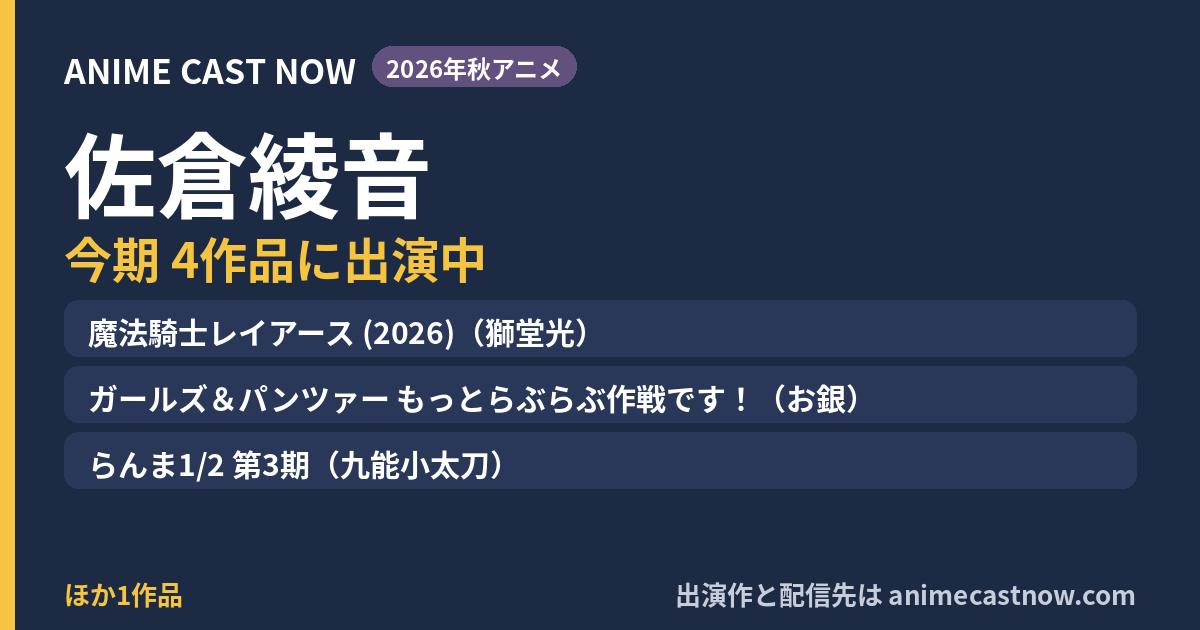 ANIME CAST NOW 2026年秋アニメ
佐倉綾音
今期 4作品に出演中
魔法騎士レイアース (2026)（獅堂光）
ガールズ＆パンツァー もっとらぶらぶ作戦です！（お銀）
らんま1/2 第3期（九能小太刀）
ほか1作品
出演作と配信先は animecastnow.com